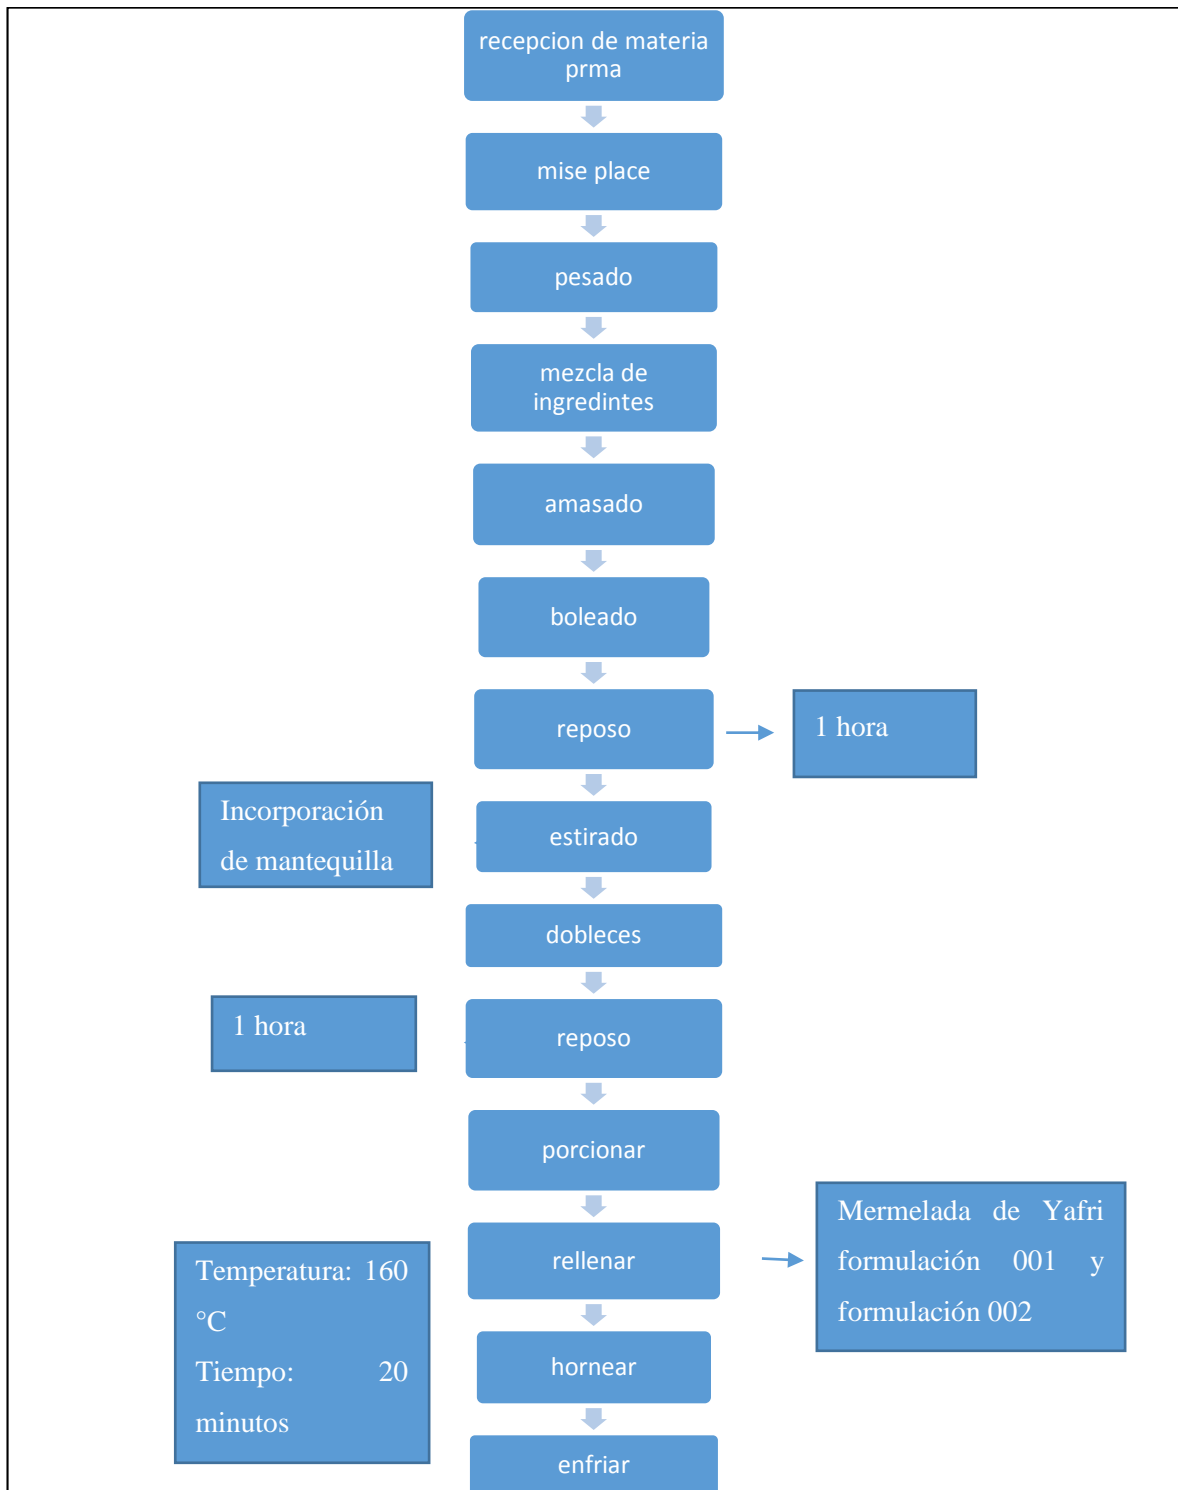 recepcion de materia
prma
mise place
pesado
mezcla de
ingredintes
amasado
boleado
reposo
1 hora
Incorporación
de mantequilla
estirado
dobleces
1 hora
reposo
porcionar
rellenar
Mermelada de Yafri
formulación 001 y
formulación 002
Temperatura: 160
°C
Tiempo: 20
minutos
hornear
enfriar